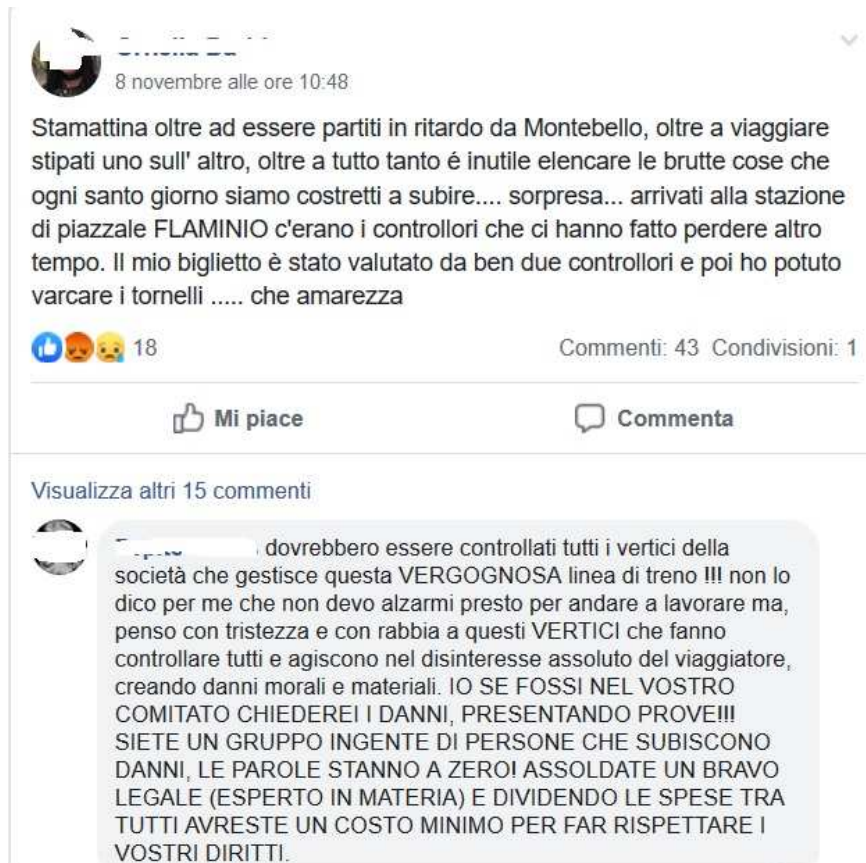 8 novembre alle ore 10:48
Stamattina oltre ad essere partiti in ritardo da Montebello, oltre a viaggiare
stipati uno sull' altro, oltre a tutto tanto é inutile elencare le brutte cose che
ogni santo giorno siamo costretti a subire.... sorpresa... arrivati alla stazione
di piazzale FLAMINIO c'erano i controllori che ci hanno fatto perdere altro
tempo. Il mio biglietto è stato valutato da ben due controllori e poi ho potuto
varcare i tornelli ..... che amarezza
18
Commenti: 43 Condivisioni: 1
Mi piace
Commenta
Visualizza altri 15 commenti
dovrebbero essere controllati tutti i vertici della
società che gestisce questa VERGOGNOSA linea di treno !!! non lo
dico per me che non devo alzarmi presto per andare a lavorare ma,
penso con tristezza e con rabbia a questi VERTICI che fanno
controllare tutti e agiscono nel disinteresse assoluto del viaggiatore,
creando danni morali e materiali. IO SE FOSSI NEL VOSTRO
COMITATO CHIEDEREI I DANNI, PRESENTANDO PROVE!!!
SIETE UN GRUPPO INGENTE DI PERSONE CHE SUBISCONO
DANNI, LE PAROLE STANNO A ZERO! ASSOLDATE UN BRAVO
LEGALE (ESPERTO IN MATERIA) E DIVIDENDO LE SPESE TRA
TUTTI AVRESTE UN COSTO MINIMO PER FAR RISPETTARE I
VOSTRI DIRITTI.